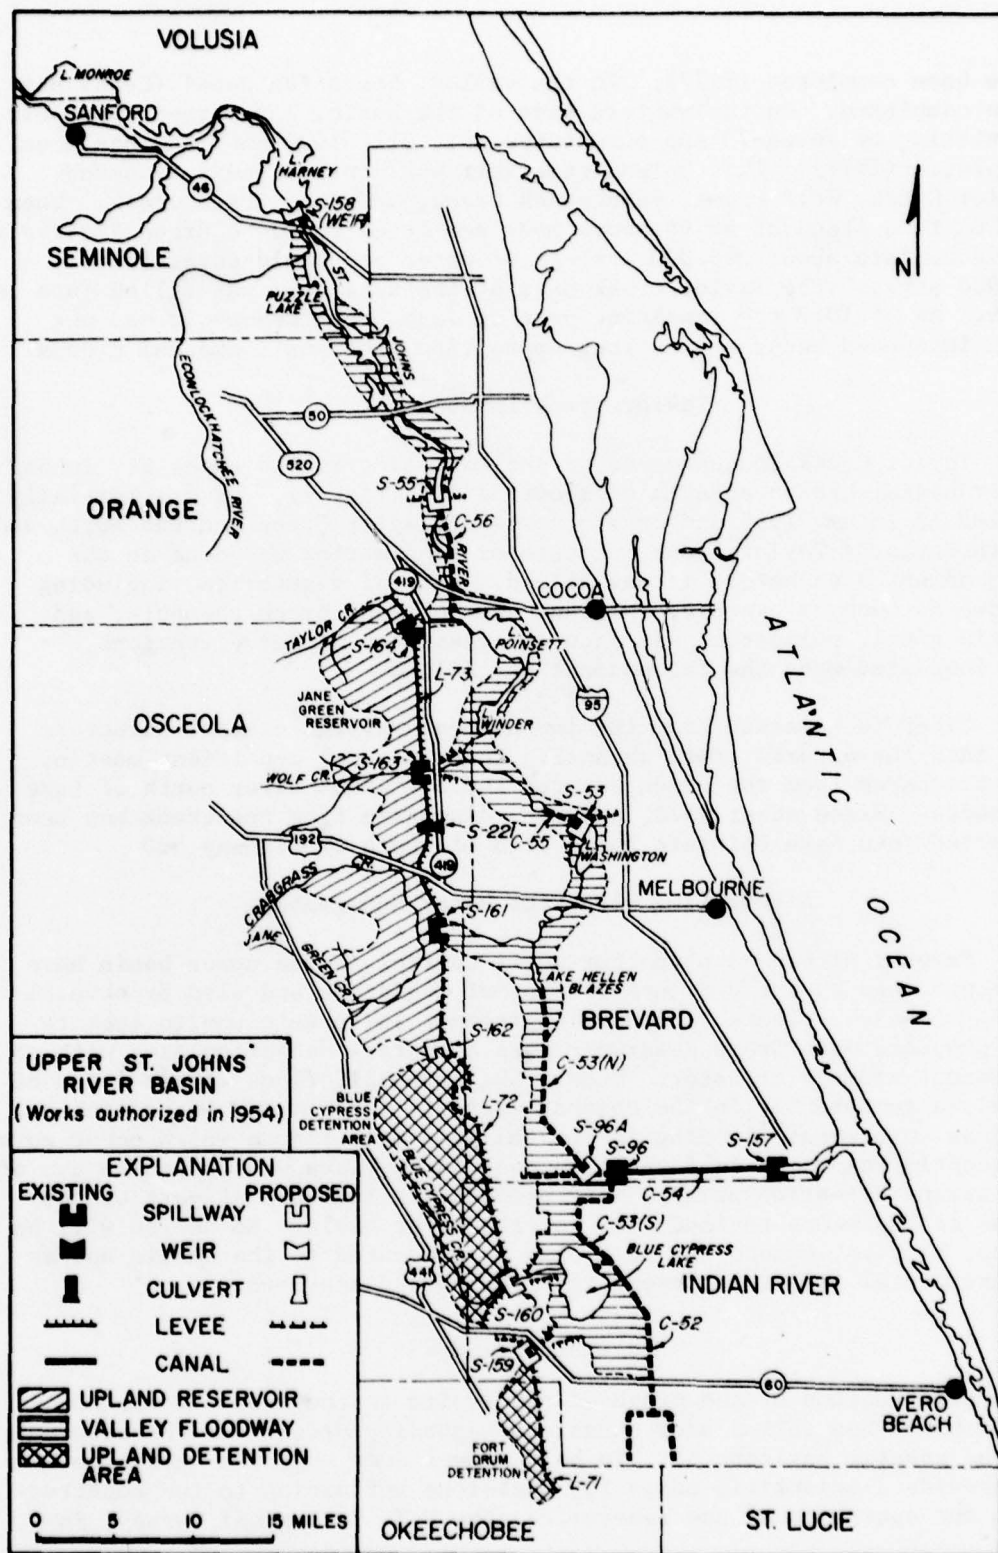 VOLUSIA
L. MONROE
SANFORD
46
L. HARNEY
S-158
(WEIR)
SEMINOLE
N
PUZZLE
LAKE
ST.
JOHNS
RIVER
ECONLOCKHATCHEE RIVER
50
520
S-55
C-56
ORANGE
419
COCOA
TAYLOR CR.
S-164
L. POINSETT
L-73
JANE
GREEN
RESERVOIR
L. WINDER
95
OSCEOLA
ATLANTIC
OCEAN
WOLF CR.
S-163
S-53
S-221
C-55
L. WASHINGTON
192
419
CRABGRASS CR.
MELBOURNE
JANE GREEN CR.
S-161
LAKE HELLEN
BLAZES
BREVARD
S-162
C-53(N)
UPPER ST. JOHNS
RIVER BASIN
(Works authorized in 1954)
BLUE
CYPRESS
DETENTION
AREA
L-72
S-96A
S-96
S-157
C-54
BLUE CYPRESS CR.
C-53(S)
BLUE CYPRESS
LAKE
441
INDIAN RIVER
S-160
C-52
S-159
60
VERO
BEACH
FORT
DRUM
DETENTION
L-71
OKEECHOBEE
ST. LUCIE
EXPLANATION
EXISTING PROPOSED
SPILLWAY
WEIR
CULVERT
LEVEE
CANAL
UPLAND RESERVOIR
VALLEY FLOODWAY
UPLAND DETENTION
AREA
0 5 10 15 MILES